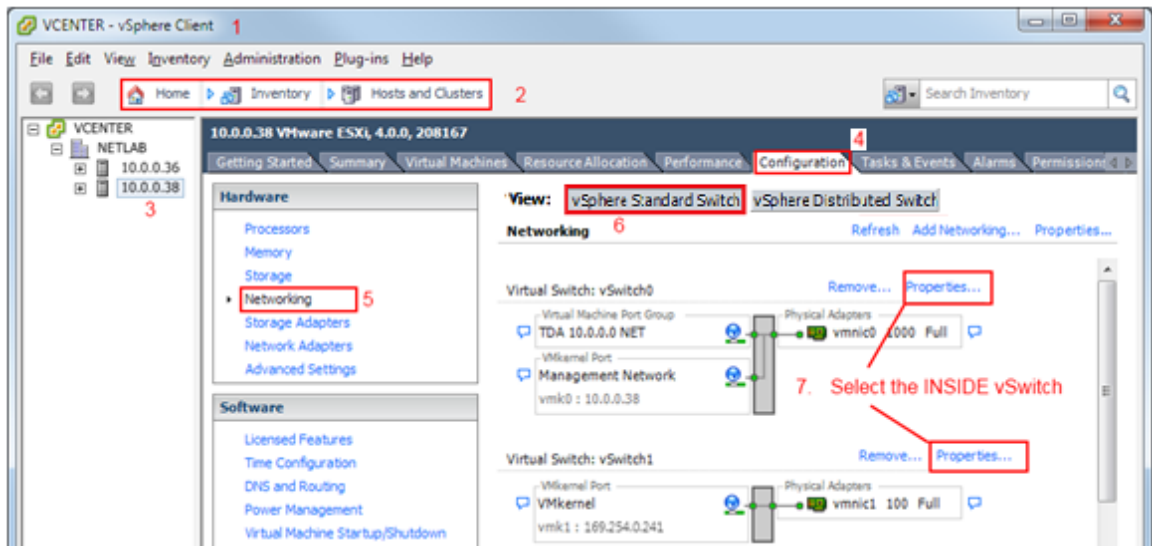 VCENTER - vSphere Client 1
File Edit View Inventory Administration Plug-ins Help
Home Inventory Hosts and Clusters 2 Search Inventory
VCENTER
NETLAB
10.0.0.36
10.0.0.38
3
10.0.0.38 VMware ESXi, 4.0.0, 208167
4
Getting Started Summary Virtual Machines Resource Allocation Performance Configuration Tasks & Events Alarms Permissions
Hardware
Processors
Memory
Storage
Networking 5
Storage Adapters
Network Adapters
Advanced Settings
Software
Licensed Features
Time Configuration
DNS and Routing
Power Management
Virtual Machine Startup/Shutdown
View: vSphere Standard Switch vSphere Distributed Switch
6
Networking Refresh Add Networking... Properties...
Virtual Switch: vSwitch0 Remove... Properties...
Virtual Machine Port Group Physical Adapters
TDA 10.0.0.0 NET vmnic0 1000 Full
VMkernel Port
Management Network
vmk0 : 10.0.0.38
7. Select the INSIDE vSwitch
Virtual Switch: vSwitch1 Remove... Properties...
VMkernel Port Physical Adapters
VMkernel vmnic1 100 Full
vmk1 : 169.254.0.241